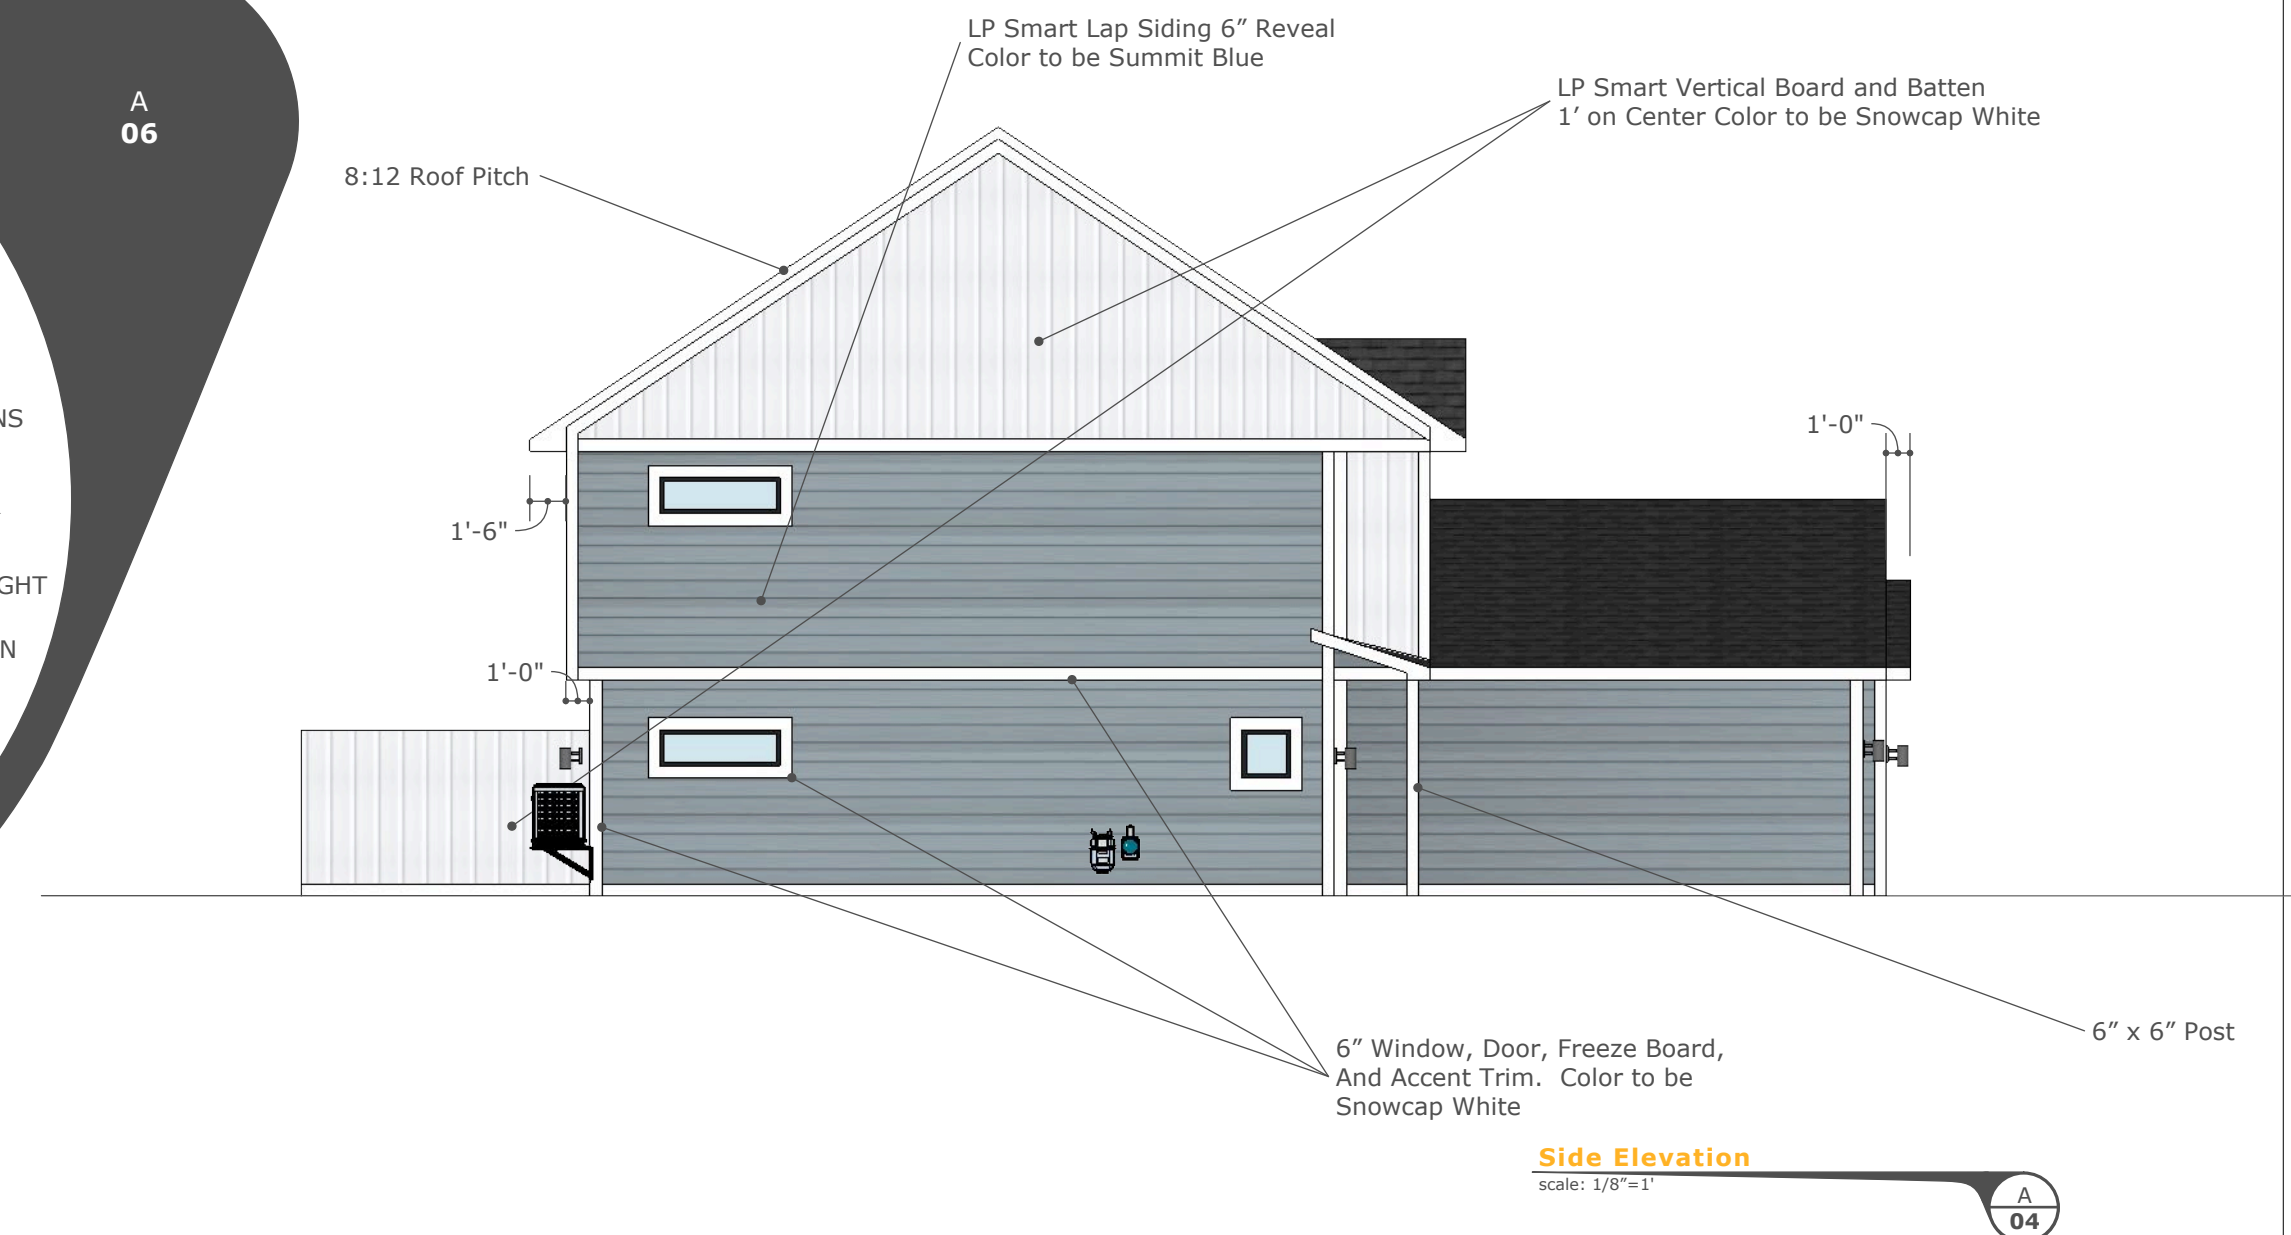 LP Smart Lap Siding 6” Reveal
Color to be Summit Blue
LP Smart Vertical Board and Batten
1’ on Center Color to be Snowcap White
A
06
8:12 Roof Pitch
NS
1'-0"
1'-6"
GHT
N
1'-0"
6” x 6” Post
6” Window, Door, Freeze Board,
And Accent Trim.  Color to be
Snowcap White
Side Elevation
scale: 1/8”=1'
A
04